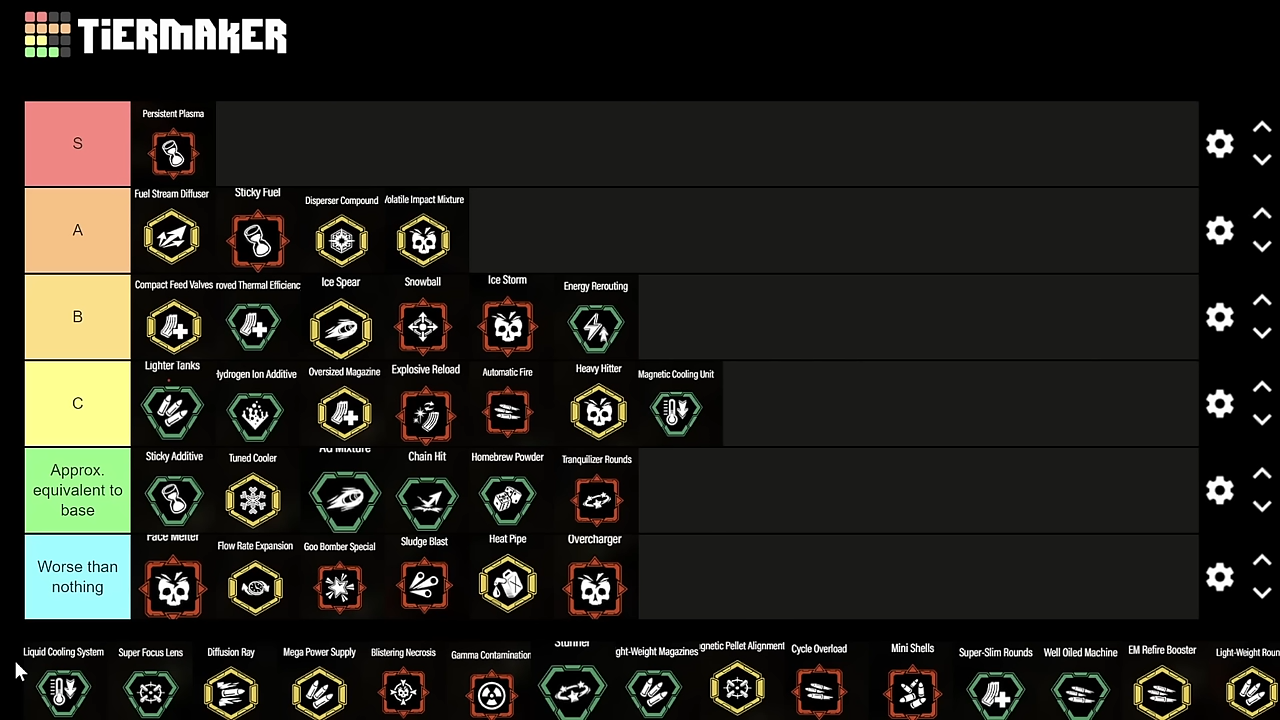 TIERMAKER
S
Persistent Plasma
A
Fuel Stream Diffuser
Sticky Fuel
Disperser Compound
Volatile Impact Mixture
B
Compact Feed Valves
roved Thermal Efficienc
Ice Spear
Snowball
Ice Storm
Energy Rerouting
C
Lighter Tanks
Hydrogen Ion Additive
Oversized Magazine
Explosive Reload
Automatic Fire
Heavy Hitter
Magnetic Cooling Unit
Approx.
equivalent to
base
Sticky Additive
Tuned Cooler
Mixture
Chain Hit
Homebrew Powder
Tranquilizer Rounds
Worse than
nothing
Face Melter
Flow Rate Expansion
Goo Bomber Special
Sludge Blast
Heat Pipe
Overcharger
Liquid Cooling System
Super Focus Lens
Diffusion Ray
Mega Power Supply
Blistering Necrosis
Gamma Contamination
Stunner
ght-Weight Magazines
gnetic Pellet Alignment
Cycle Overload
Mini Shells
Super-Slim Rounds
Well Oiled Machine
EM Refire Booster
Light-Weight Roun